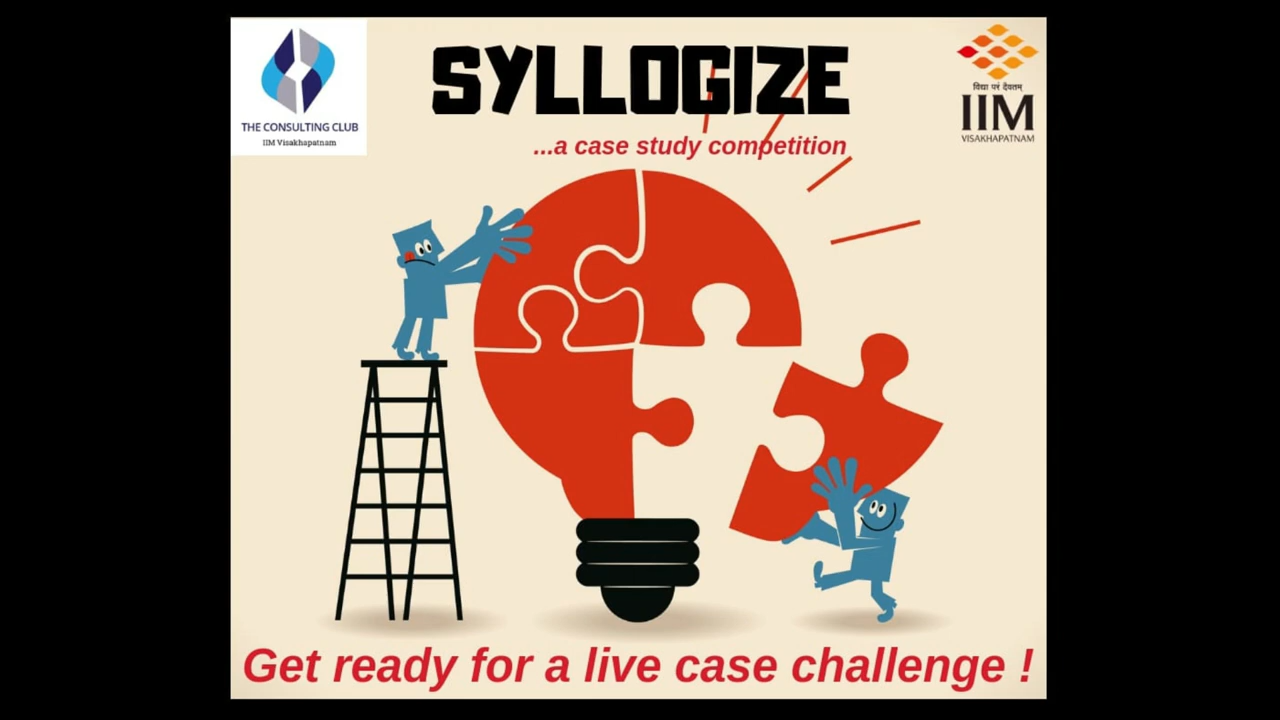 SYLLOGIZE
...a case study competition
THE CONSULTING CLUB
IIM Visakhapatnam
विद्या परं दैवतम्
IIM
VISAKHAPATNAM
Get ready for a live case challenge !